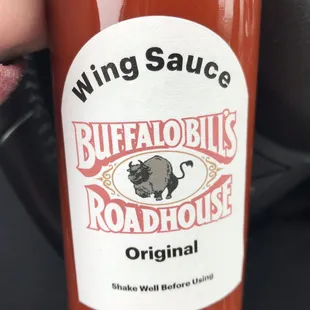 Wing Sauce
BUFFALO BILL'S
ROADHOUSE
Original
Shake Well Before Using